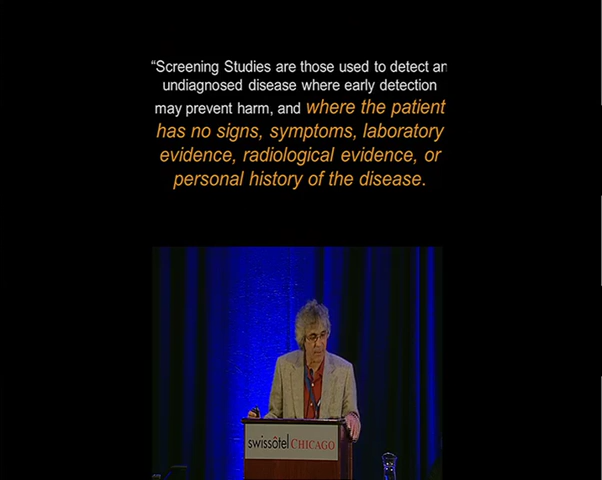 “Screening Studies are those used to detect an
undiagnosed disease where early detection
may prevent harm, and where the patient
has no signs, symptoms, laboratory
evidence, radiological evidence, or
personal history of the disease.
swissôtel CHICAGO